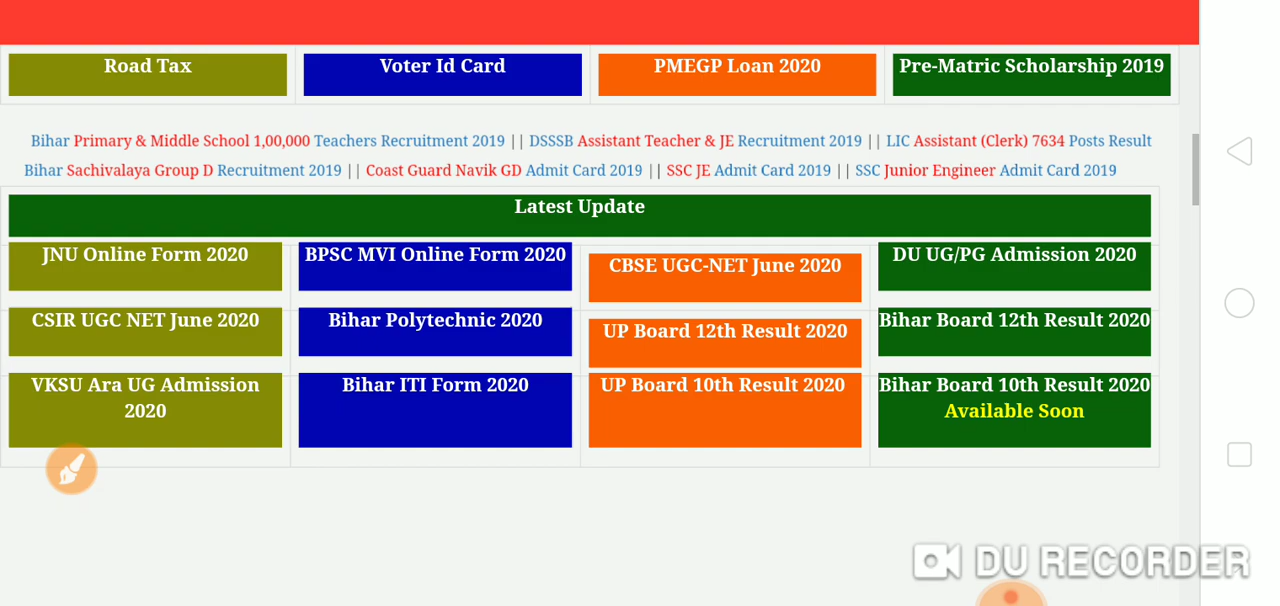 Road Tax
Voter Id Card
PMEGP Loan 2020
Pre-Matric Scholarship 2019
Bihar Primary & Middle School 1,00,000 Teachers Recruitment 2019 || DSSSB Assistant Teacher & JE Recruitment 2019 || LIC Assistant (Clerk) 7634 Posts Result
Bihar Sachivalaya Group D Recruitment 2019 || Coast Guard Navik GD Admit Card 2019 || SSC JE Admit Card 2019 || SSC Junior Engineer Admit Card 2019
Latest Update
JNU Online Form 2020
BPSC MVI Online Form 2020
CBSE UGC-NET June 2020
DU UG/PG Admission 2020
CSIR UGC NET June 2020
Bihar Polytechnic 2020
UP Board 12th Result 2020
Bihar Board 12th Result 2020
VKSU Ara UG Admission
2020
Bihar ITI Form 2020
UP Board 10th Result 2020
Bihar Board 10th Result 2020
Available Soon
DU RECORDER